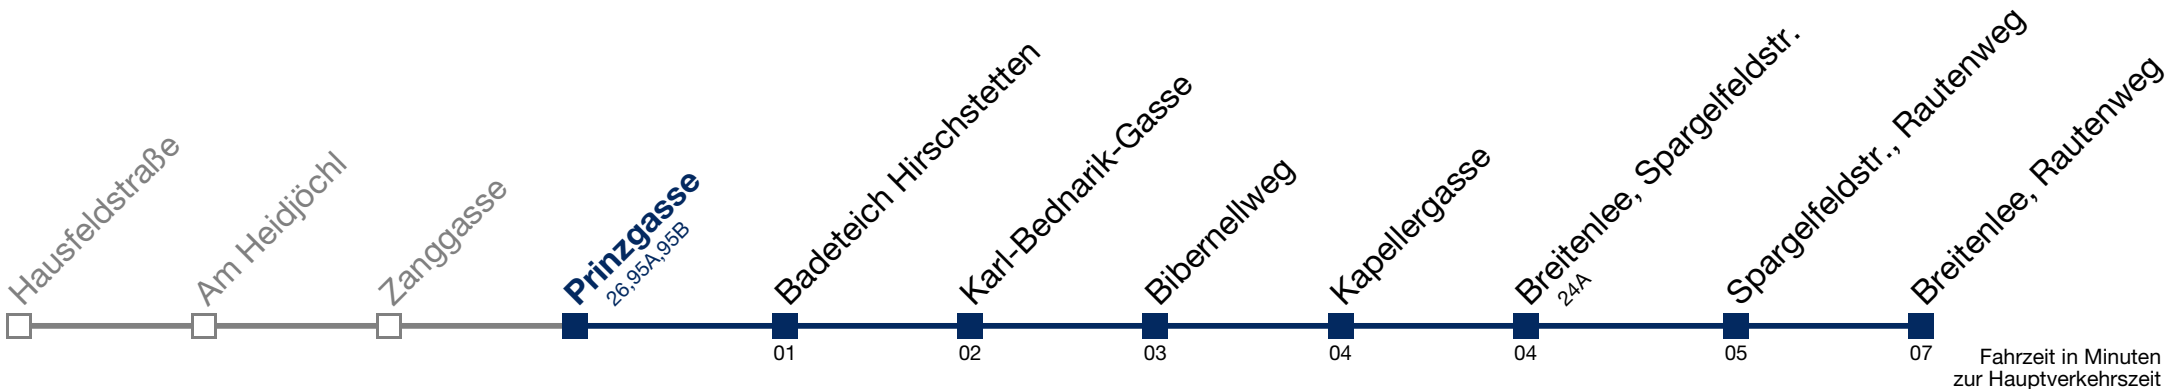 Hausfeldstraße
Am Heidjöchl
Zanggasse
Prinzgasse
26,95A,95B
Badeteich Hirschstetten
Karl-Bednarik-Gasse
Bibernellweg
Kapellergasse
Breitenlee, Spargelfeldstr.
24A
Spargelfeldstr., Rautenweg
Breitenlee, Rautenweg
01
02
03
04
04
05
07
Fahrzeit in Minuten
zur Hauptverkehrszeit